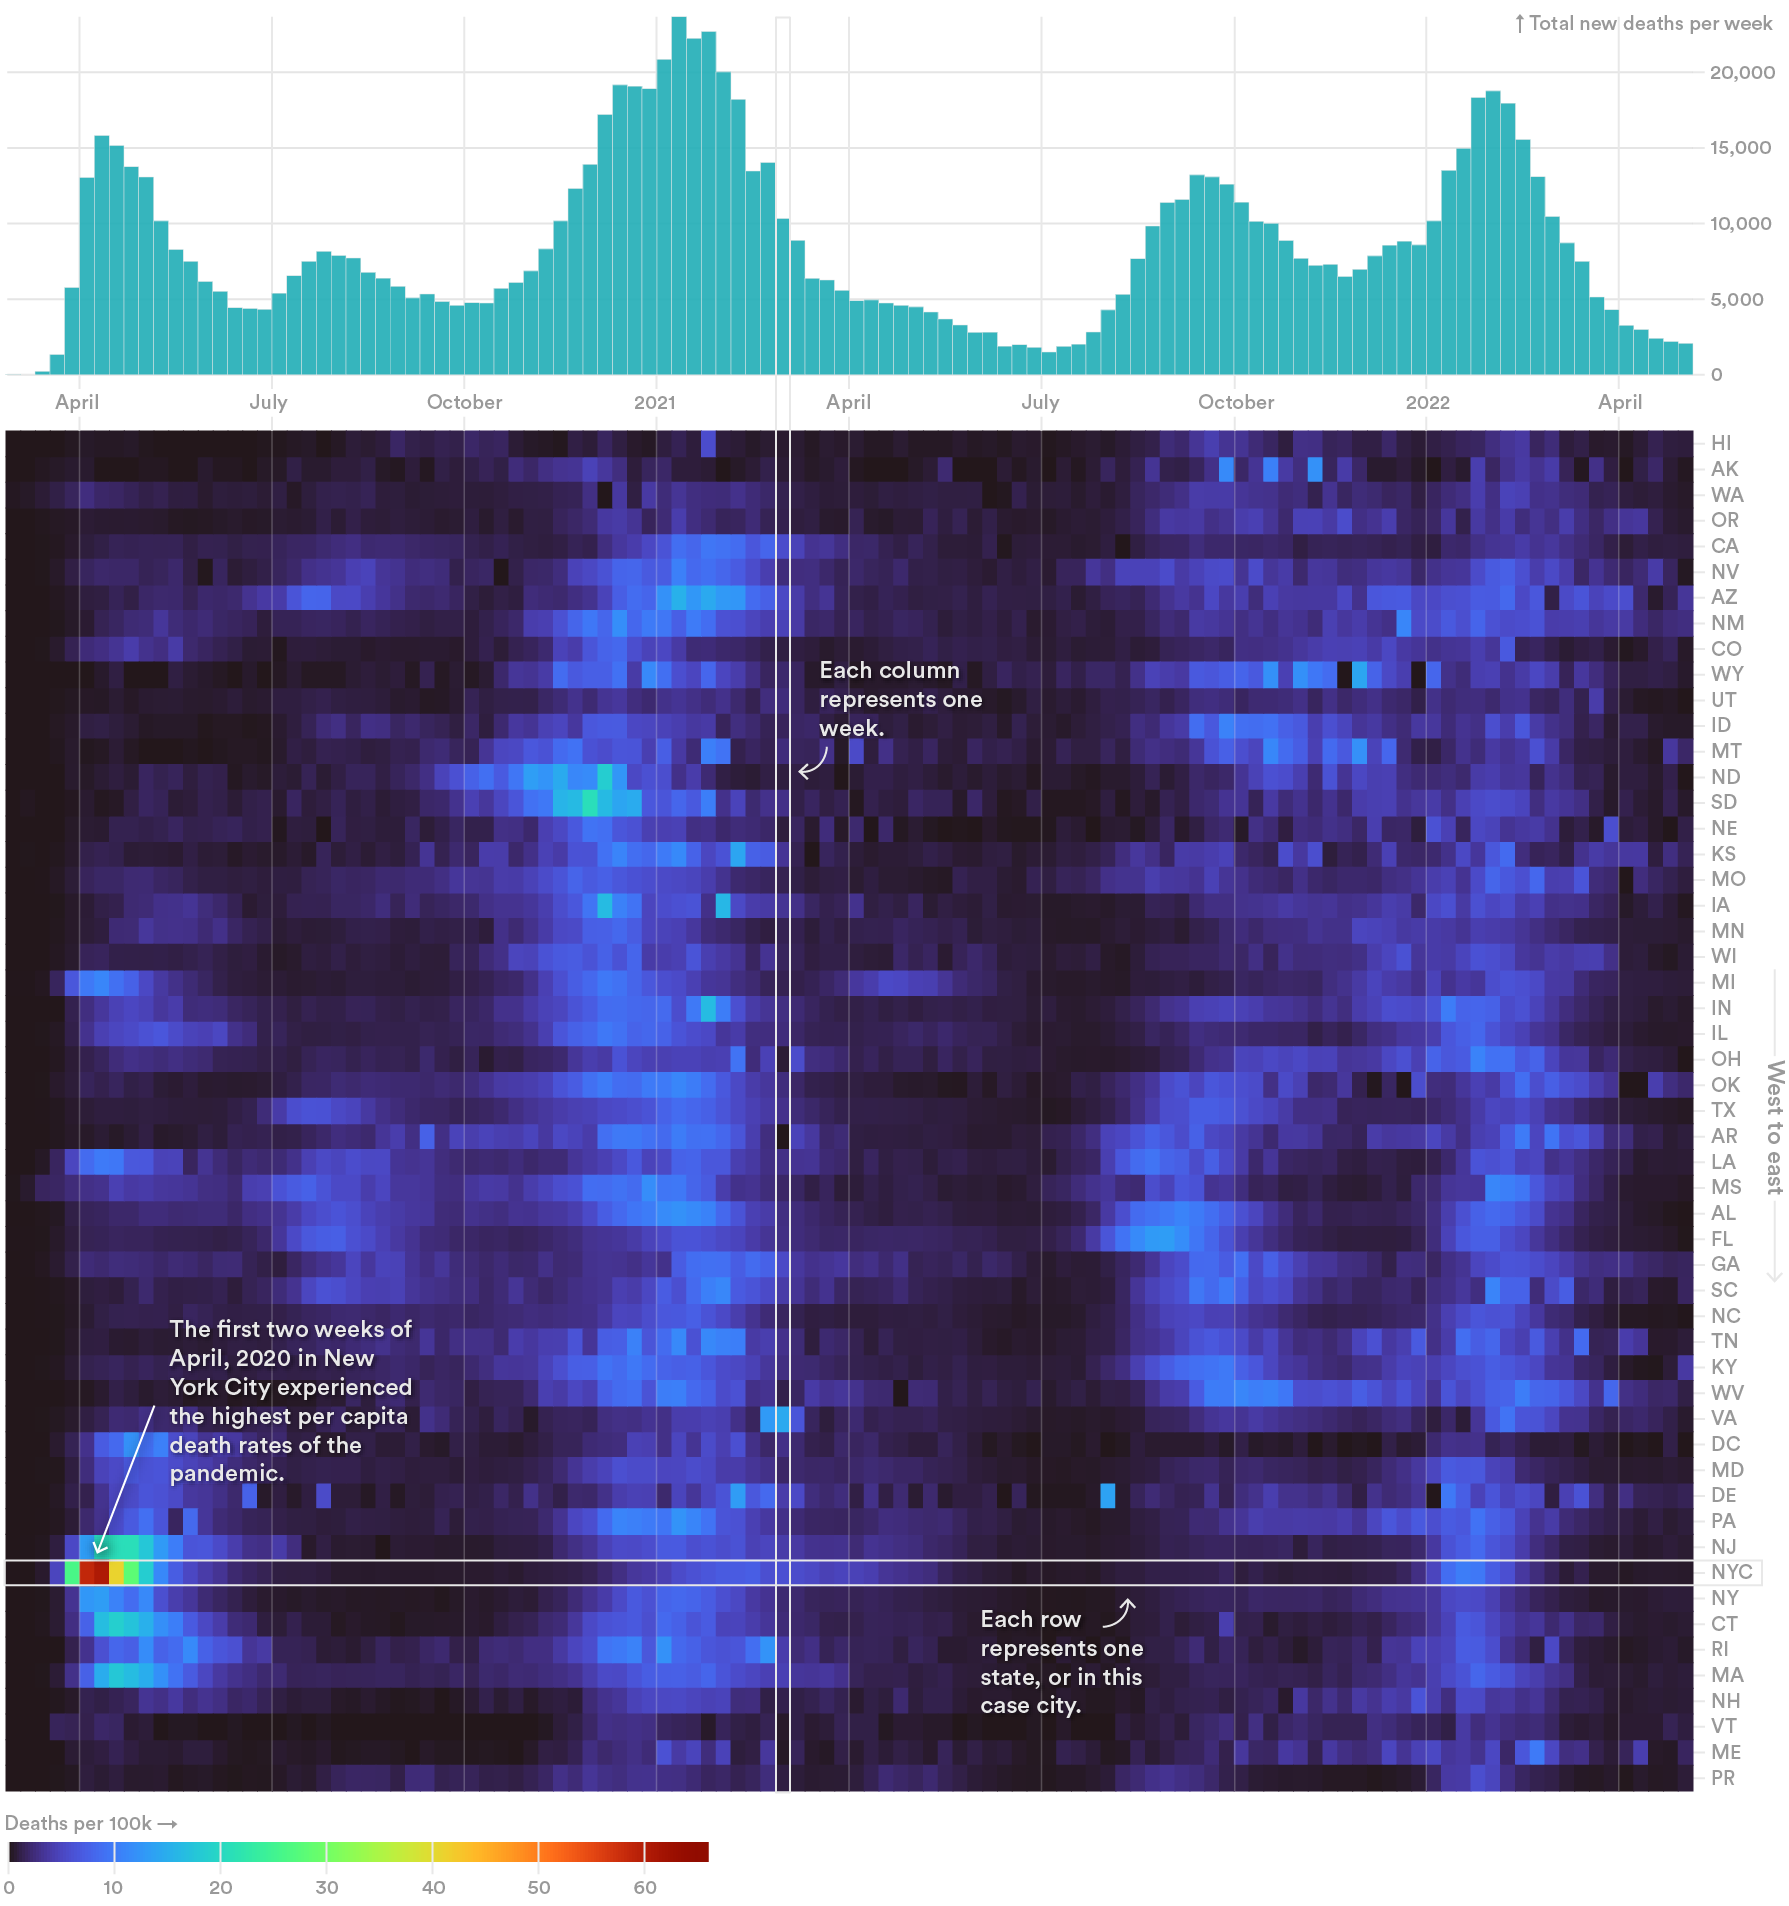 ↑ Total new deaths per week
20,000
15,000
10,000
5,000
0
April July October 2021 April July October 2022 April
HI
AK
WA
OR
CA
NV
AZ
NM
CO
Each column
represents one
week.
WY
UT
ID
MT
ND
SD
NE
KS
MO
IA
MN
WI
MI
IN
IL
OH
OK
TX
AR
LA
MS
AL
FL
GA
SC
West to east
NC
TN
KY
WV
VA
DC
MD
DE
PA
NJ
NYC
NY
CT
RI
MA
NH
VT
ME
PR
The first two weeks of
April, 2020 in New
York City experienced
the highest per capita
death rates of the
pandemic.
Each row
represents one
state, or in this
case city.
Deaths per 100k →
0 10 20 30 40 50 60